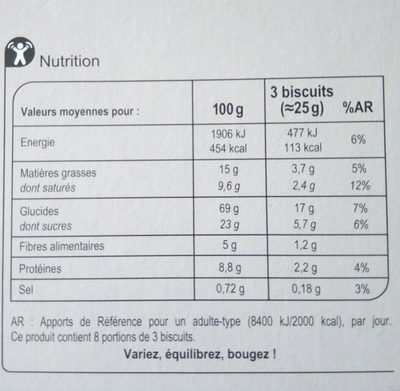 Nutrition
Valeurs moyennes pour : 100 g 3 biscuits (≈25 g) %AR
Energie 1906 kJ 477 kJ 6%
454 kcal 113 kcal
Matières grasses 15 g 3,7 g 5%
dont saturés 9,6 g 2,4 g 12%
Glucides 69 g 17 g 7%
dont sucres 23 g 5,7 g 6%
Fibres alimentaires 5 g 1,2 g
Protéines 8,8 g 2,2 g 4%
Sel 0,72 g 0,18 g 3%
AR : Apports de Référence pour un adulte-type (8400 kJ/2000 kcal), par jour.
Ce produit contient 8 portions de 3 biscuits.
Variez, équilibrez, bougez !